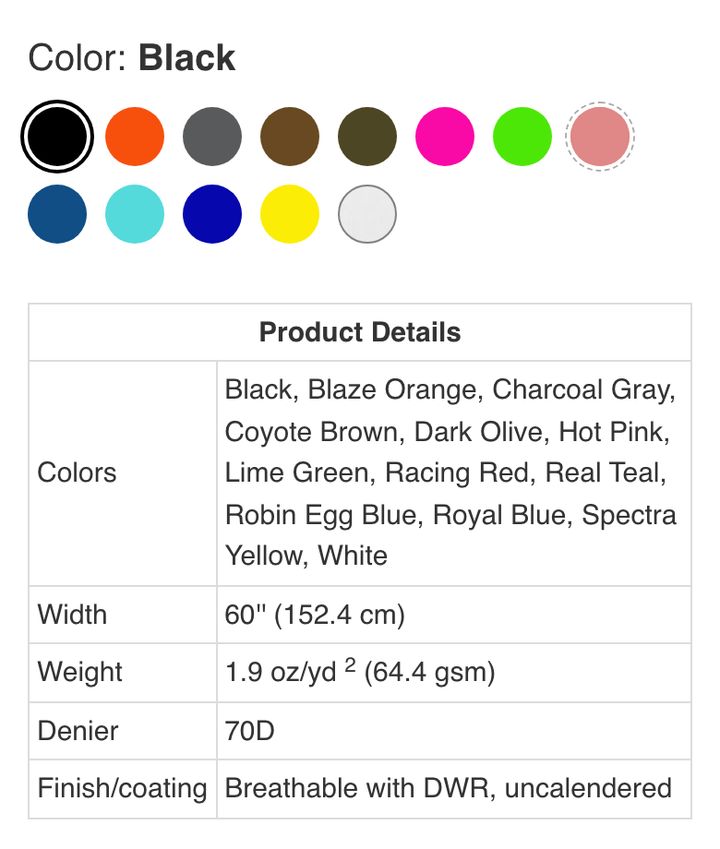 Color: Black
Product Details
Colors
Black, Blaze Orange, Charcoal Gray,
Coyote Brown, Dark Olive, Hot Pink,
Lime Green, Racing Red, Real Teal,
Robin Egg Blue, Royal Blue, Spectra
Yellow, White
Width
60" (152.4 cm)
Weight
1.9 oz/yd ² (64.4 gsm)
Denier
70D
Finish/coating
Breathable with DWR, uncalendered